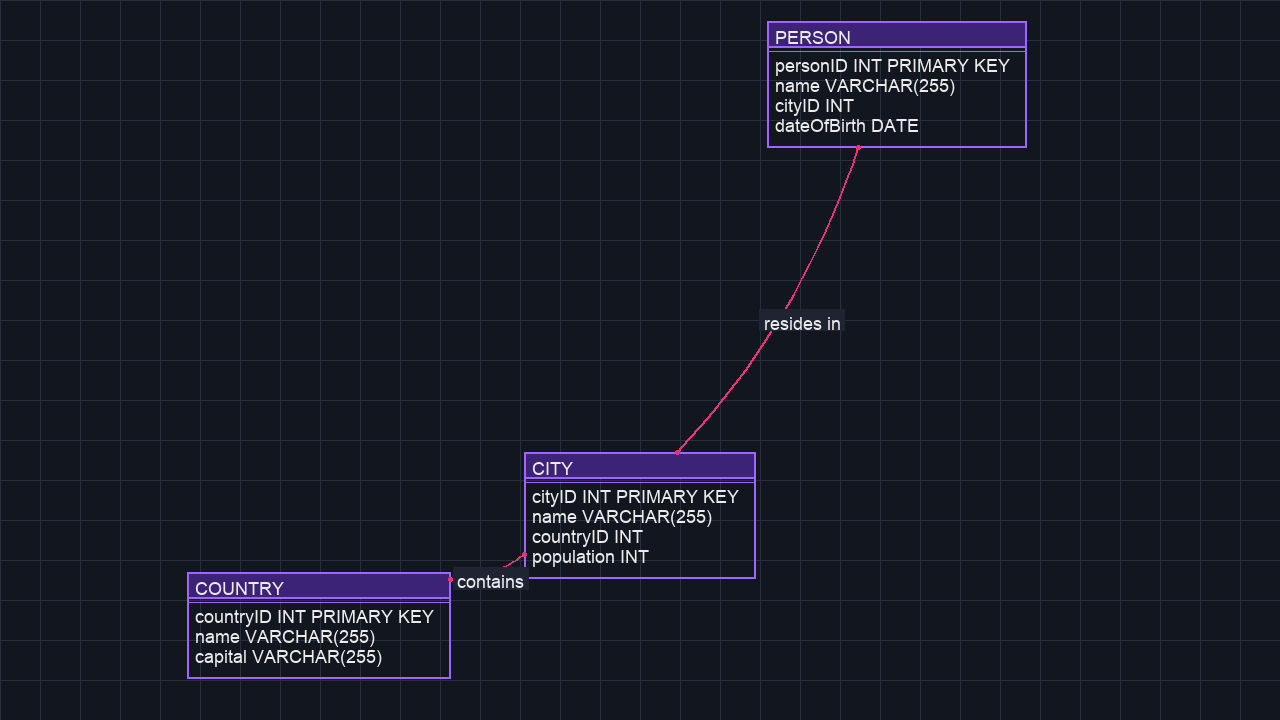 PERSON
personID INT PRIMARY KEY
name VARCHAR(255)
cityID INT
dateOfBirth DATE
resides in
CITY
cityID INT PRIMARY KEY
name VARCHAR(255)
countryID INT
population INT
contains
COUNTRY
countryID INT PRIMARY KEY
name VARCHAR(255)
capital VARCHAR(255)